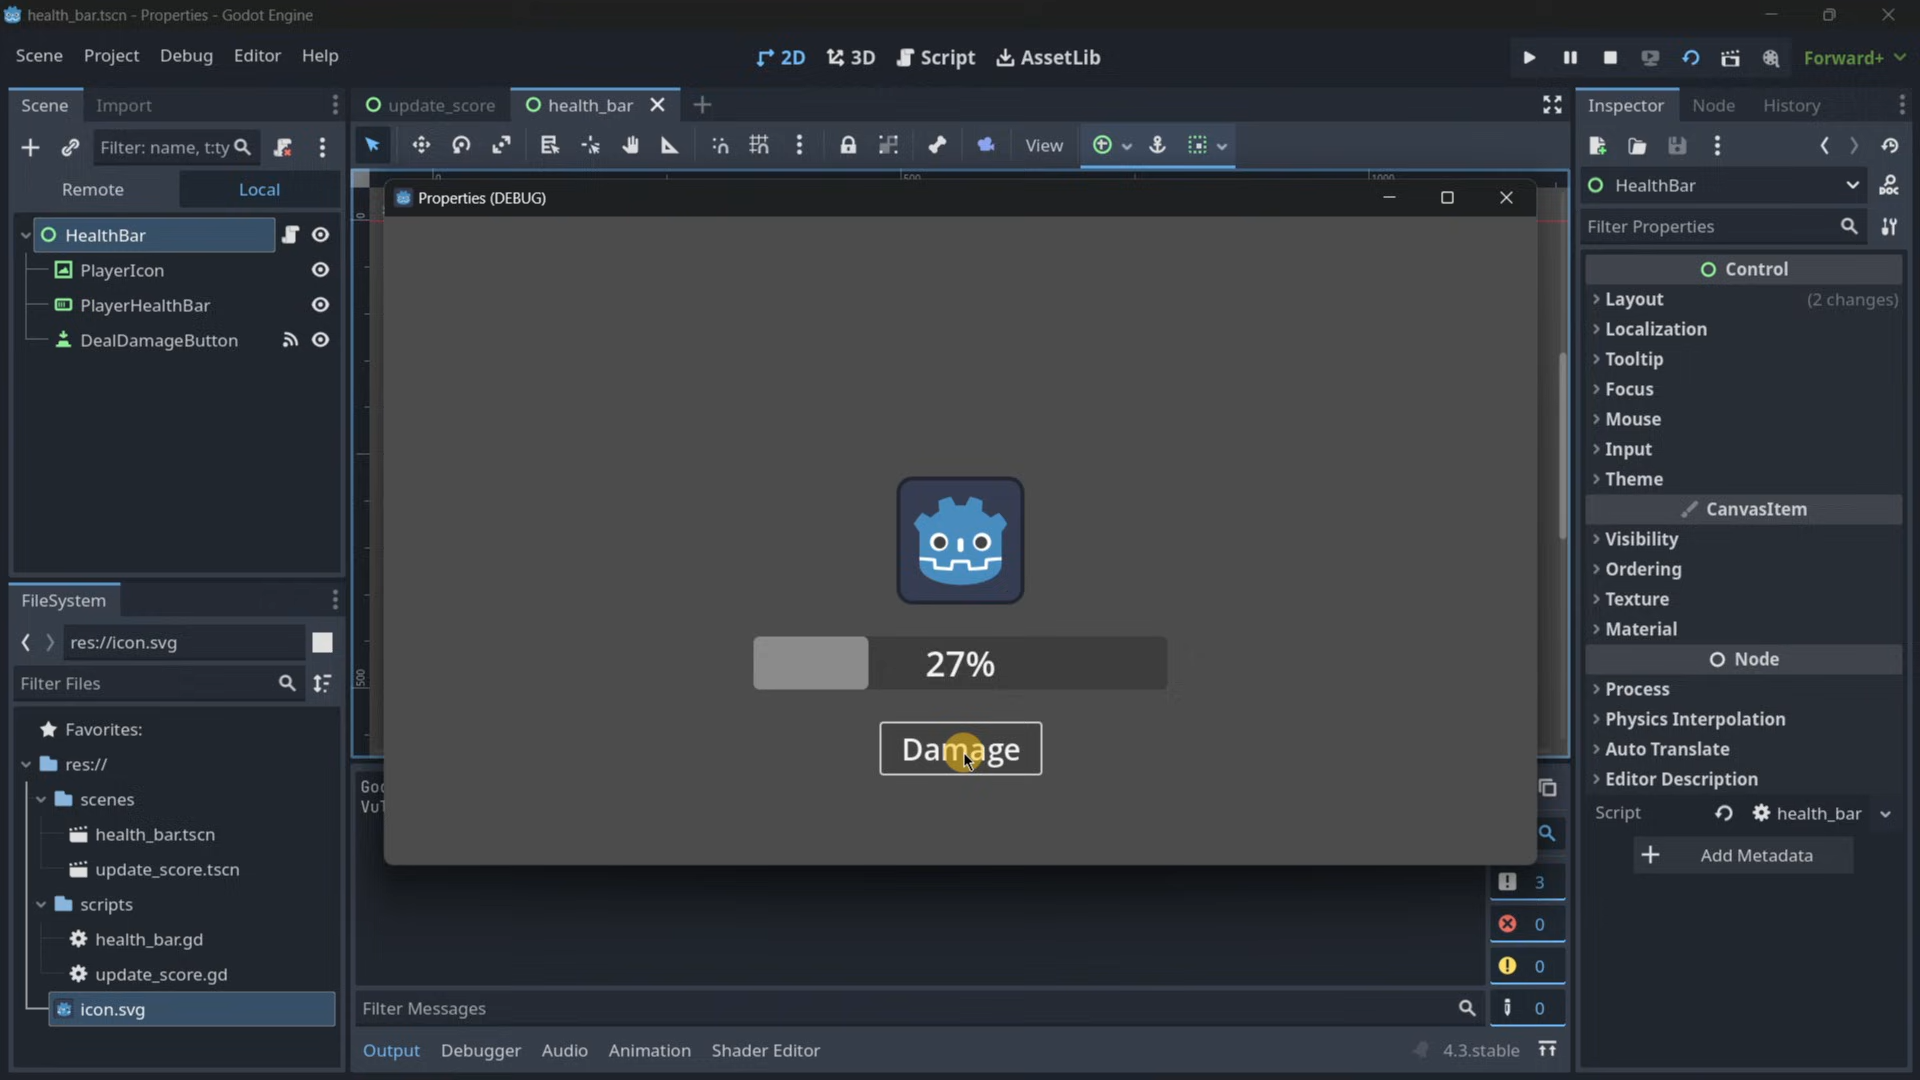 health_bar.tscn - Properties - Godot Engine
Scene Project Debug Editor Help
2D 3D Script AssetLib
Forward+
Scene Import
update_score health_bar
Inspector Node History
Filter: name, t:ty
View
Remote Local
HealthBar
PlayerIcon
PlayerHealthBar
DealDamageButton
0 500 1000
0
500
Properties (DEBUG)
27%
Damage
HealthBar
Filter Properties
Control
Layout (2 changes)
Localization
Tooltip
Focus
Mouse
Input
Theme
CanvasItem
Visibility
Ordering
Texture
Material
Node
Process
Physics Interpolation
Auto Translate
Editor Description
Script health_bar
Add Metadata
FileSystem
res://icon.svg
Filter Files
Favorites:
res://
scenes
health_bar.tscn
update_score.tscn
scripts
health_bar.gd
update_score.gd
icon.svg
3
0
0
0
Filter Messages
Output Debugger Audio Animation Shader Editor
4.3.stable